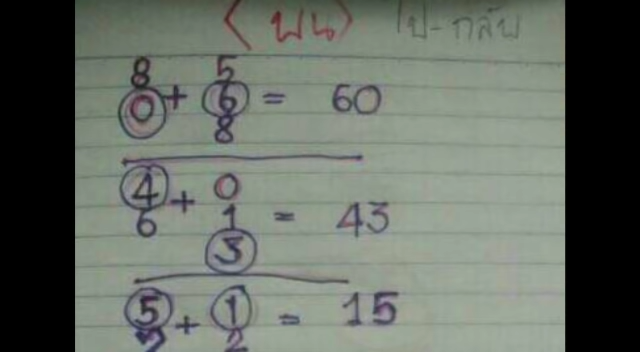 <พน> ไป-กลับ
8 5
0 + 6 = 60
8
4 + 0
6 1 = 43
3
5 + 1 = 15
2